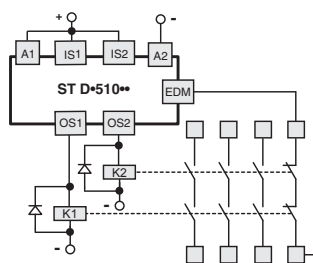 +
-
A1 IS1 IS2 A2
ST D•510••
EDM
OS1 OS2
K2
-
K1
-